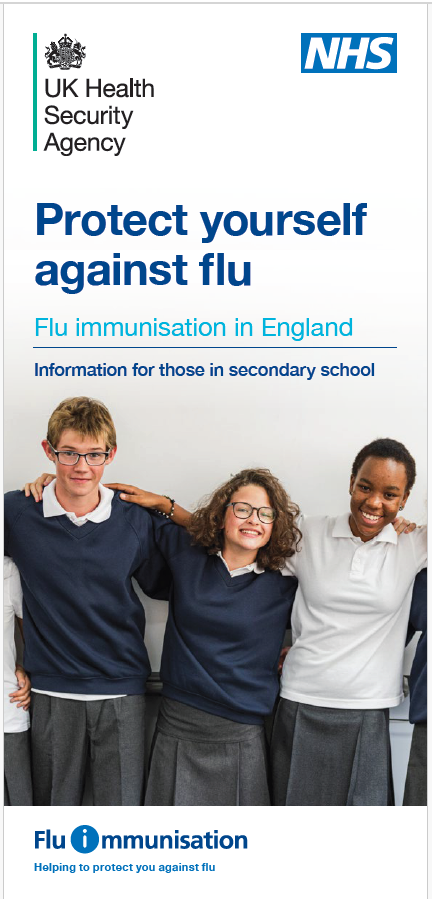 UK Health
Security
Agency
NHS
Protect yourself
against flu
Flu immunisation in England
Information for those in secondary school
Flu immunisation
Helping to protect you against flu